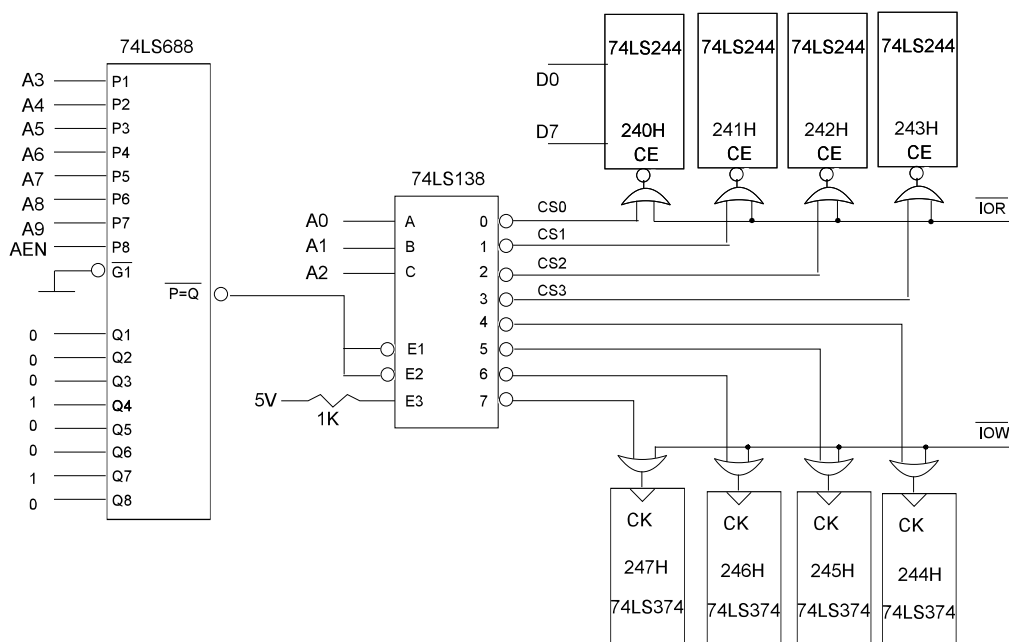 74LS688
A3 P1
A4 P2
A5 P3
A6 P4
A7 P5
A8 P6
A9 P7
AEN P8
G1
P=Q
0 Q1
0 Q2
0 Q3
1 Q4
0 Q5
0 Q6
1 Q7
0 Q8
74LS138
A0 A
A1 B
A2 C
E1
E2
5V 1K E3
0 CS0
1 CS1
2 CS2
3 CS3
4
5
6
7
D0
D7
74LS244 74LS244 74LS244 74LS244
240H 241H 242H 243H
CE CE CE CE
IOR
IOW
CK CK CK CK
247H 246H 245H 244H
74LS374 74LS374 74LS374 74LS374